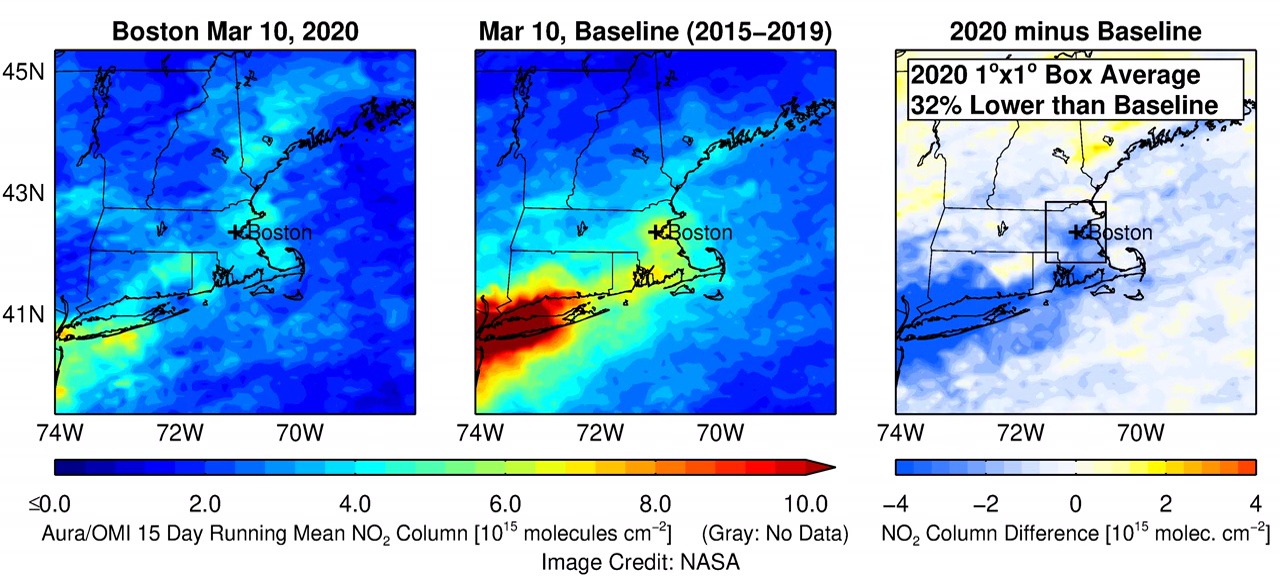 Boston Mar 10, 2020
Mar 10, Baseline (2015−2019)
2020 minus Baseline
45N
43N
41N
2020 1°x1° Box Average
32% Lower than Baseline
Boston
Boston
Boston
74W 72W 70W
74W 72W 70W
74W 72W 70W
≤0.0 2.0 4.0 6.0 8.0 10.0
−4 −2 0 2 4
Aura/OMI 15 Day Running Mean NO₂ Column [10¹⁵ molecules cm⁻²] (Gray: No Data)
NO₂ Column Difference [10¹⁵ molec. cm⁻²]
Image Credit: NASA